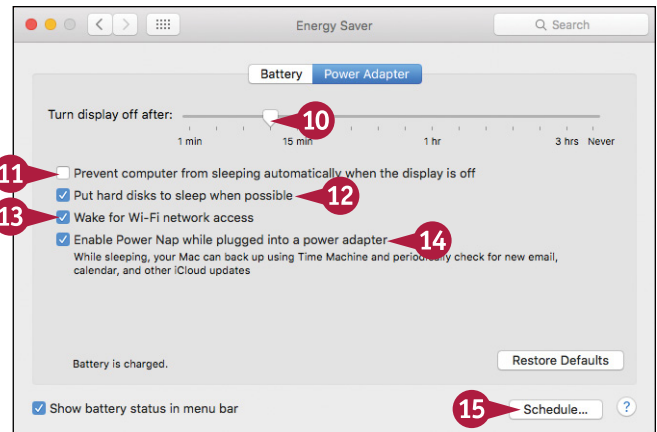 Energy Saver
Search
Battery Power Adapter
Turn display off after:
10
1 min 15 min 1 hr 3 hrs Never
11 Prevent computer from sleeping automatically when the display is off
Put hard disks to sleep when possible 12
13 Wake for Wi-Fi network access
Enable Power Nap while plugged into a power adapter 14
While sleeping, your Mac can back up using Time Machine and periodically check for new email,
calendar, and other iCloud updates
Battery is charged. Restore Defaults
Show battery status in menu bar 15 Schedule... ?